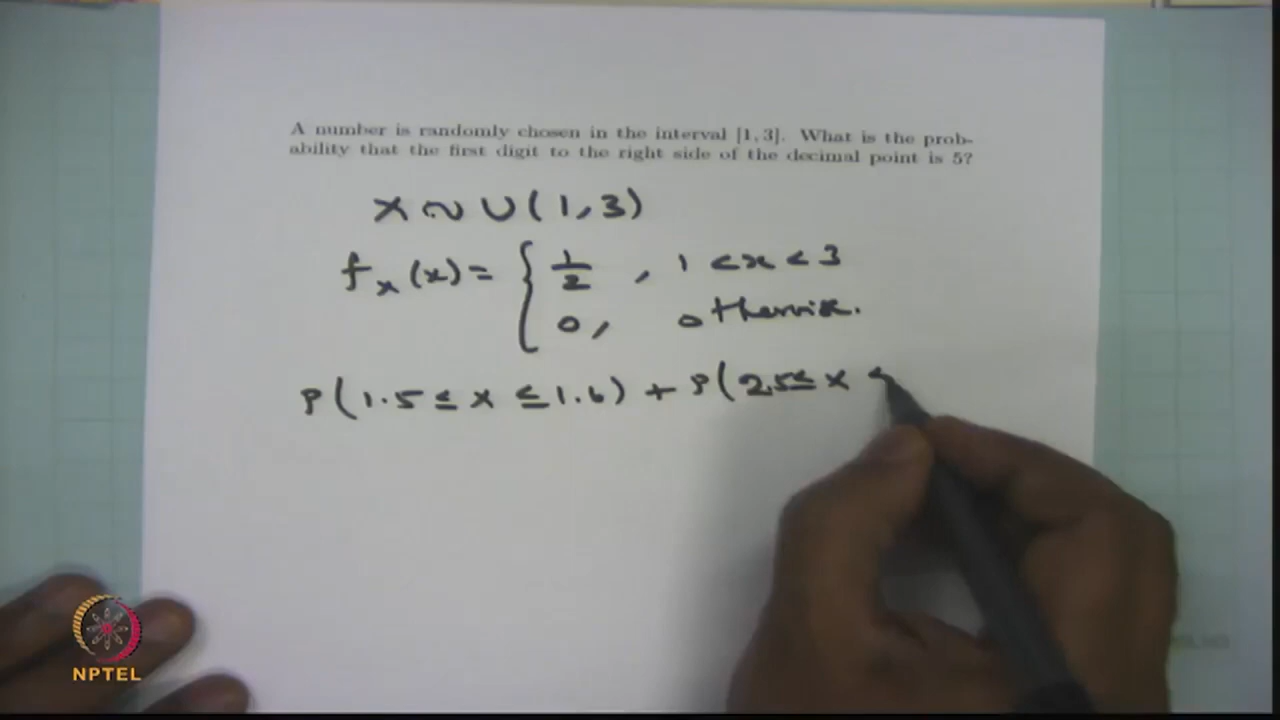 A number is randomly chosen in the interval [1, 3]. What is the prob-
ability that the first digit to the right side of the decimal point is 5?
X ~ U(1, 3)
f_X(x) = { 1/2 , 1 < x < 3
0, otherwise.
P(1.5 ≤ X ≤ 1.6) + P(2.5 ≤ X ≤
NPTEL